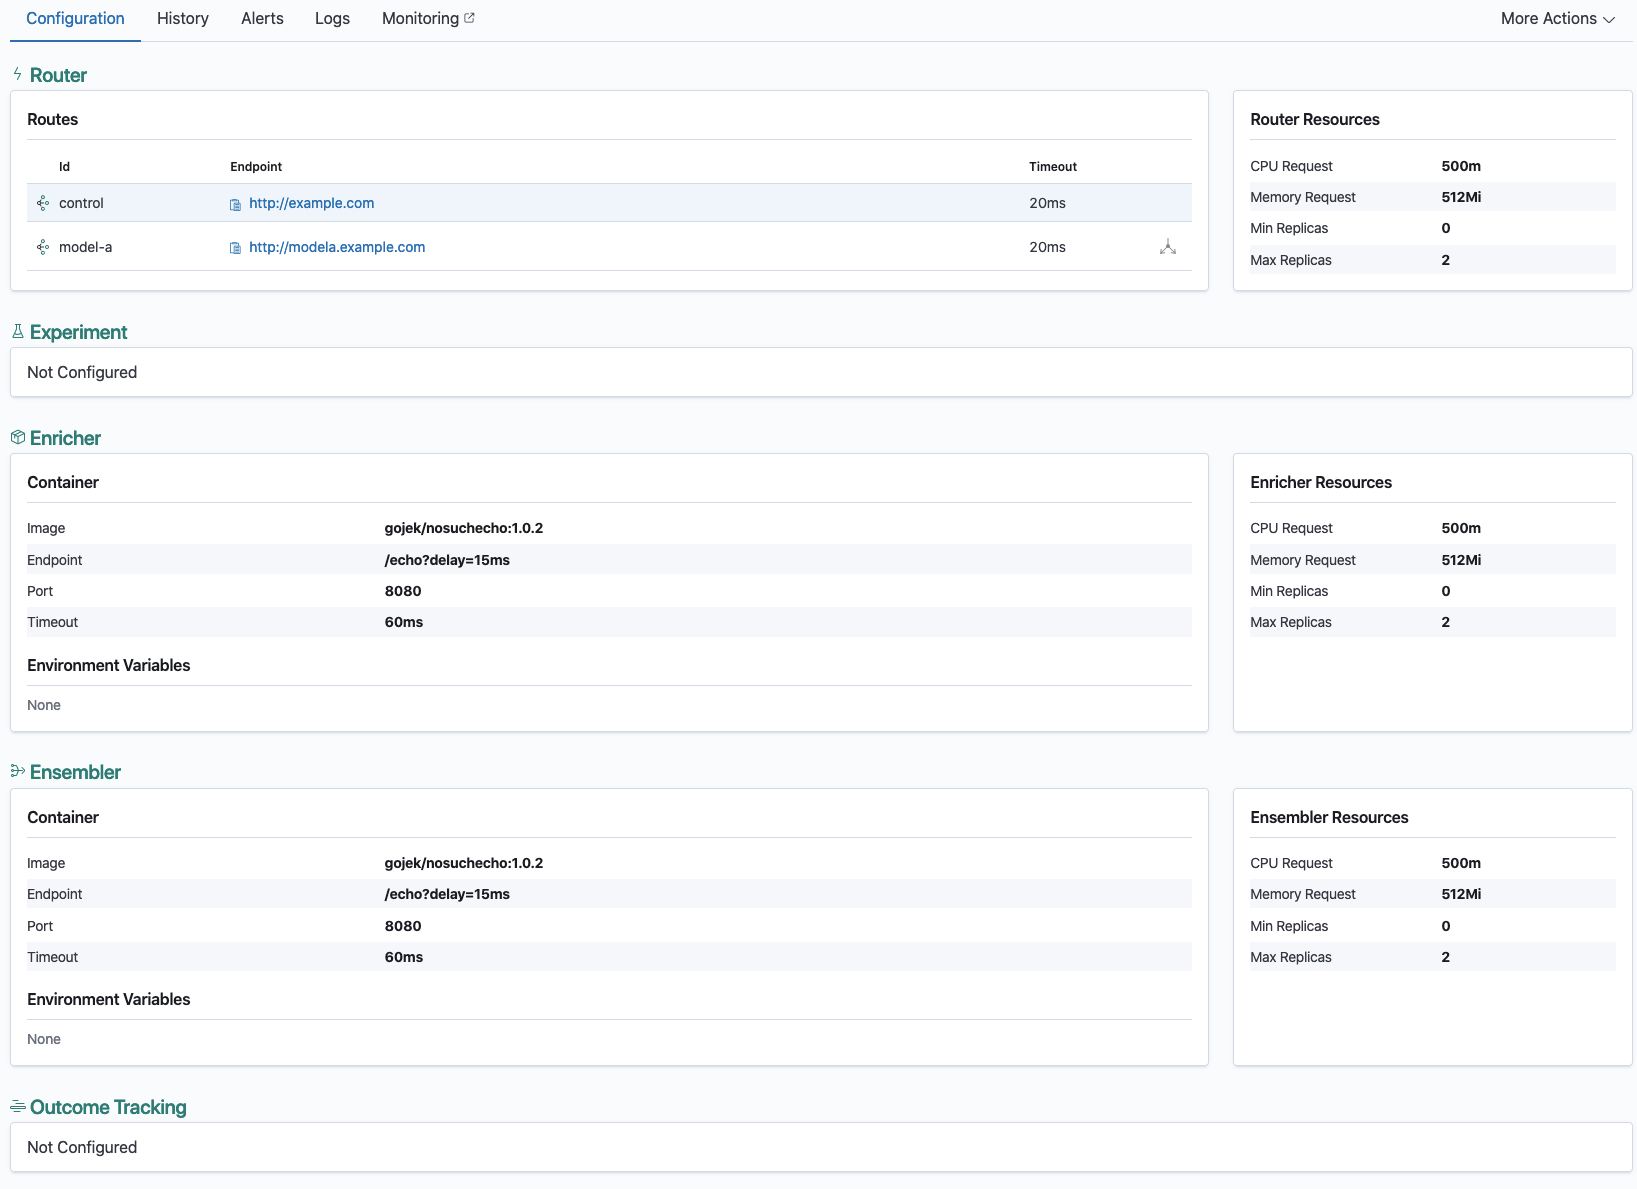 Configuration History Alerts Logs Monitoring More Actions
Router
Routes
Id Endpoint Timeout
control http://example.com 20ms
model-a http://modela.example.com 20ms
Router Resources
CPU Request 500m
Memory Request 512Mi
Min Replicas 0
Max Replicas 2
Experiment
Not Configured
Enricher
Container
Image gojek/nosuchecho:1.0.2
Endpoint /echo?delay=15ms
Port 8080
Timeout 60ms
Environment Variables
None
Enricher Resources
CPU Request 500m
Memory Request 512Mi
Min Replicas 0
Max Replicas 2
Ensembler
Container
Image gojek/nosuchecho:1.0.2
Endpoint /echo?delay=15ms
Port 8080
Timeout 60ms
Environment Variables
None
Ensembler Resources
CPU Request 500m
Memory Request 512Mi
Min Replicas 0
Max Replicas 2
Outcome Tracking
Not Configured